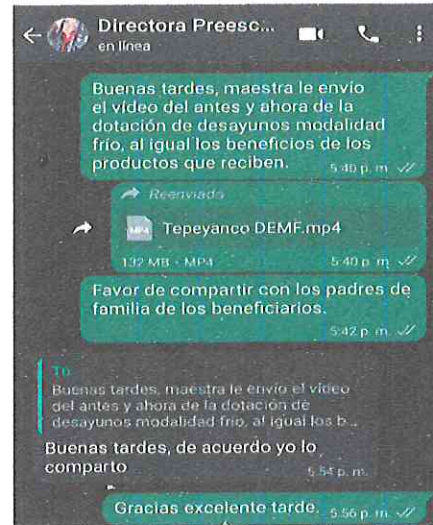 Directora Preesc...
en línea
Buenas tardes, maestra le envío
el vídeo del antes y ahora de la
dotación de desayunos modalidad
frío, al igual los beneficios de los
productos que reciben.
5:40 p. m.
Reenviado
MP4 Tepeyanco DEMF.mp4
132 MB • MP4 5:40 p. m.
Favor de compartir con los padres de
familia de los beneficiarios.
5:42 p. m.
Tú
Buenas tardes, maestra le envío el vídeo
del antes y ahora de la dotación de
desayunos modalidad frío, al igual los b...
Buenas tardes, de acuerdo yo lo
comparto
5:54 p. m.
Gracias excelente tarde. 5:56 p. m.